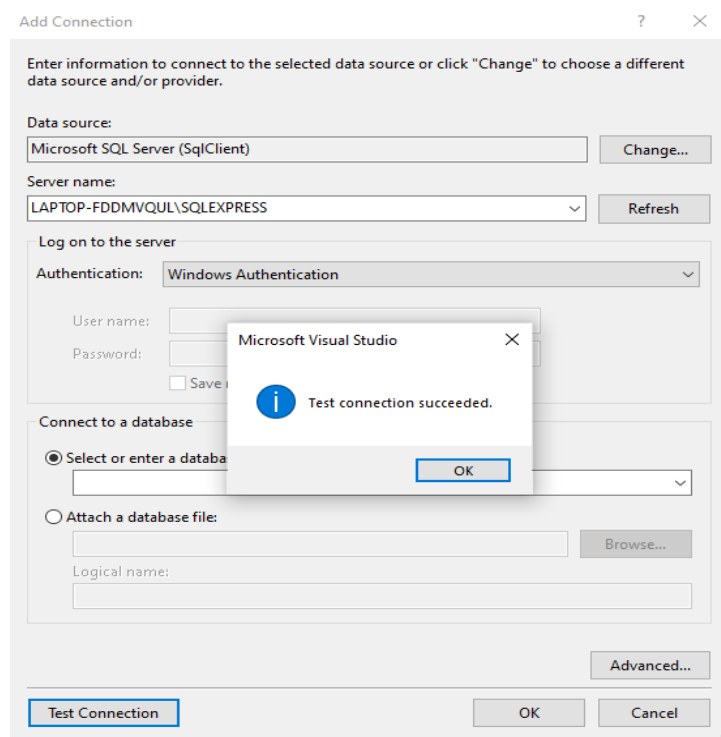 Add Connection ?
Enter information to connect to the selected data source or click "Change" to choose a different
data source and/or provider.
Data source:
Microsoft SQL Server (SqlClient) Change...
Server name:
LAPTOP-FDDMVQUL\SQLEXPRESS Refresh
Log on to the server
Authentication: Windows Authentication
User name:
Password:
Save
Microsoft Visual Studio
Test connection succeeded.
OK
Connect to a database
Select or enter a databa
Attach a database file:
Browse...
Logical name:
Advanced...
Test Connection OK Cancel